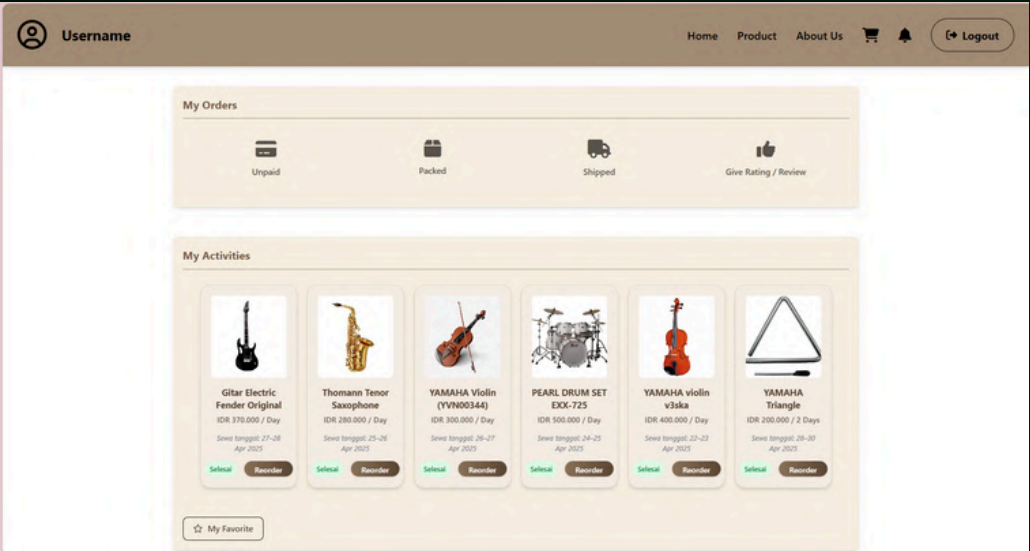 Username
Home Product About Us Logout
My Orders
Unpaid
Packed
Shipped
Give Rating / Review
My Activities
Gitar Electric
Fender Original
IDR 370.000 / Day
Sewa tanggal: 27–28
Apr 2025
Selesai Reorder
Thomann Tenor
Saxophone
IDR 280.000 / Day
Sewa tanggal: 25–26
Apr 2025
Selesai Reorder
YAMAHA Violin
(YVN00344)
IDR 300.000 / Day
Sewa tanggal: 26–27
Apr 2025
Selesai Reorder
PEARL DRUM SET
EXX-725
IDR 500.000 / Day
Sewa tanggal: 24–25
Apr 2025
Selesai Reorder
YAMAHA violin
v3ska
IDR 400.000 / Day
Sewa tanggal: 22–23
Apr 2025
Selesai Reorder
YAMAHA
Triangle
IDR 200.000 / 2 Days
Sewa tanggal: 28–30
Apr 2025
Selesai Reorder
My Favorite